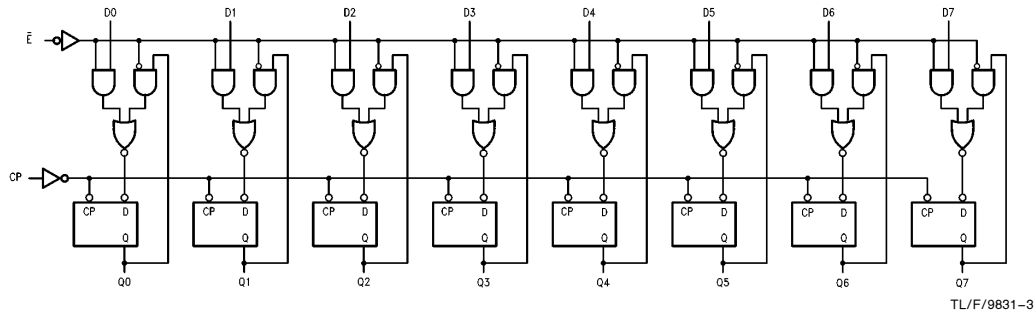 D0 D1 D2 D3 D4 D5 D6 D7
E̅
CP
CP D CP D CP D CP D CP D CP D CP D CP D
Q Q Q Q Q Q Q Q
Q0 Q1 Q2 Q3 Q4 Q5 Q6 Q7
TL/F/9831–3